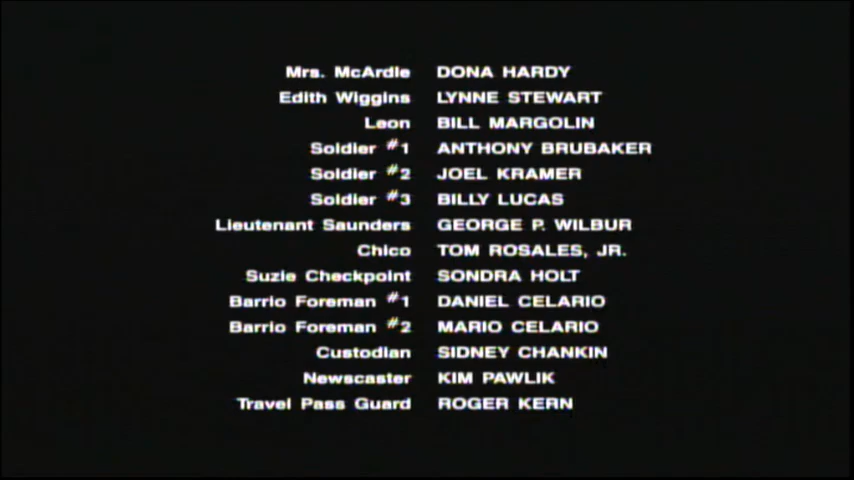 Mrs. McArdle DONA HARDY
Edith Wiggins LYNNE STEWART
Leon BILL MARGOLIN
Soldier #1 ANTHONY BRUBAKER
Soldier #2 JOEL KRAMER
Soldier #3 BILLY LUCAS
Lieutenant Saunders GEORGE P. WILBUR
Chico TOM ROSALES, JR.
Suzie Checkpoint SONDRA HOLT
Barrio Foreman #1 DANIEL CELARIO
Barrio Foreman #2 MARIO CELARIO
Custodian SIDNEY CHANKIN
Newscaster KIM PAWLIK
Travel Pass Guard ROGER KERN